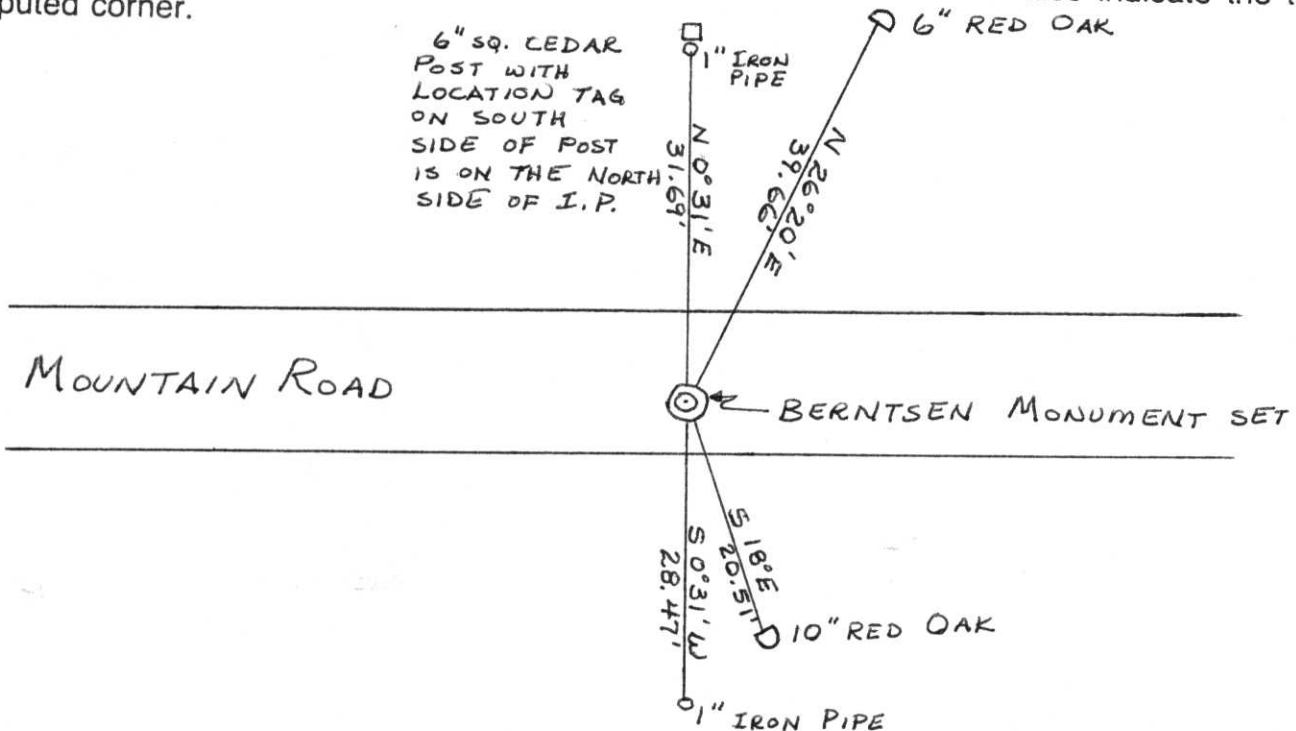 puted corner.
indicate the t
6" SQ. CEDAR
POST WITH
LOCATION TAG
ON SOUTH
SIDE OF POST
IS ON THE NORTH
SIDE OF I.P.
1" IRON
PIPE
6" RED OAK
N 0°31' E
31.69'
N 26°20' E
39.66'
MOUNTAIN ROAD
BERNTSEN MONUMENT SET
S 0°31' W
28.47'
S 18° E
20.51'
10" RED OAK
1" IRON PIPE